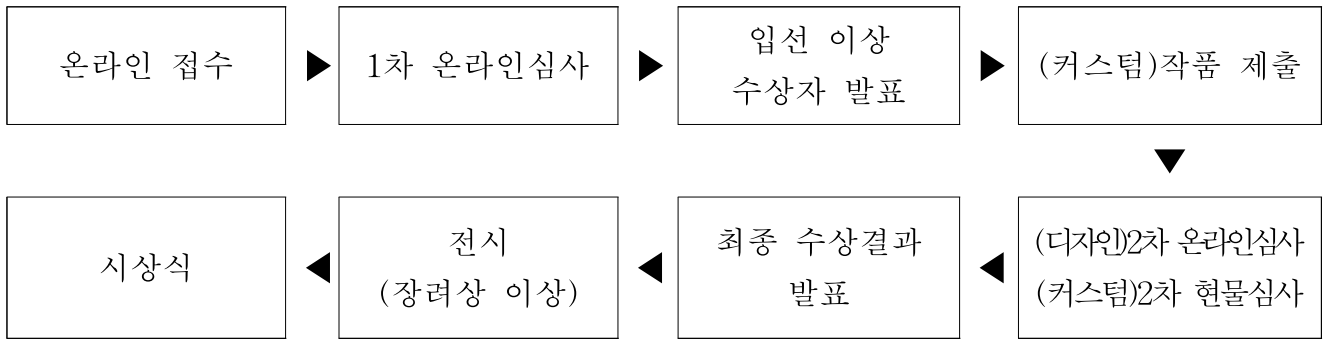 온라인 접수
1차 온라인심사
입선 이상
수상자 발표
(커스텀)작품 제출
(디자인)2차 온라인심사
(커스텀)2차 현물심사
최종 수상결과
발표
전시
(장려상 이상)
시상식